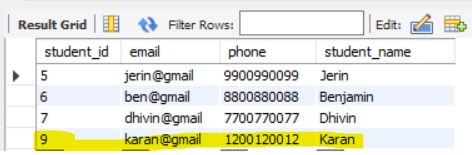 Result Grid Filter Rows: Edit:
student_id email phone student_name
5 jerin@gmail 9900990099 Jerin
6 ben@gmail 8800880088 Benjamin
7 dhivin@gmail 7700770077 Dhivin
9 karan@gmail 1200120012 Karan